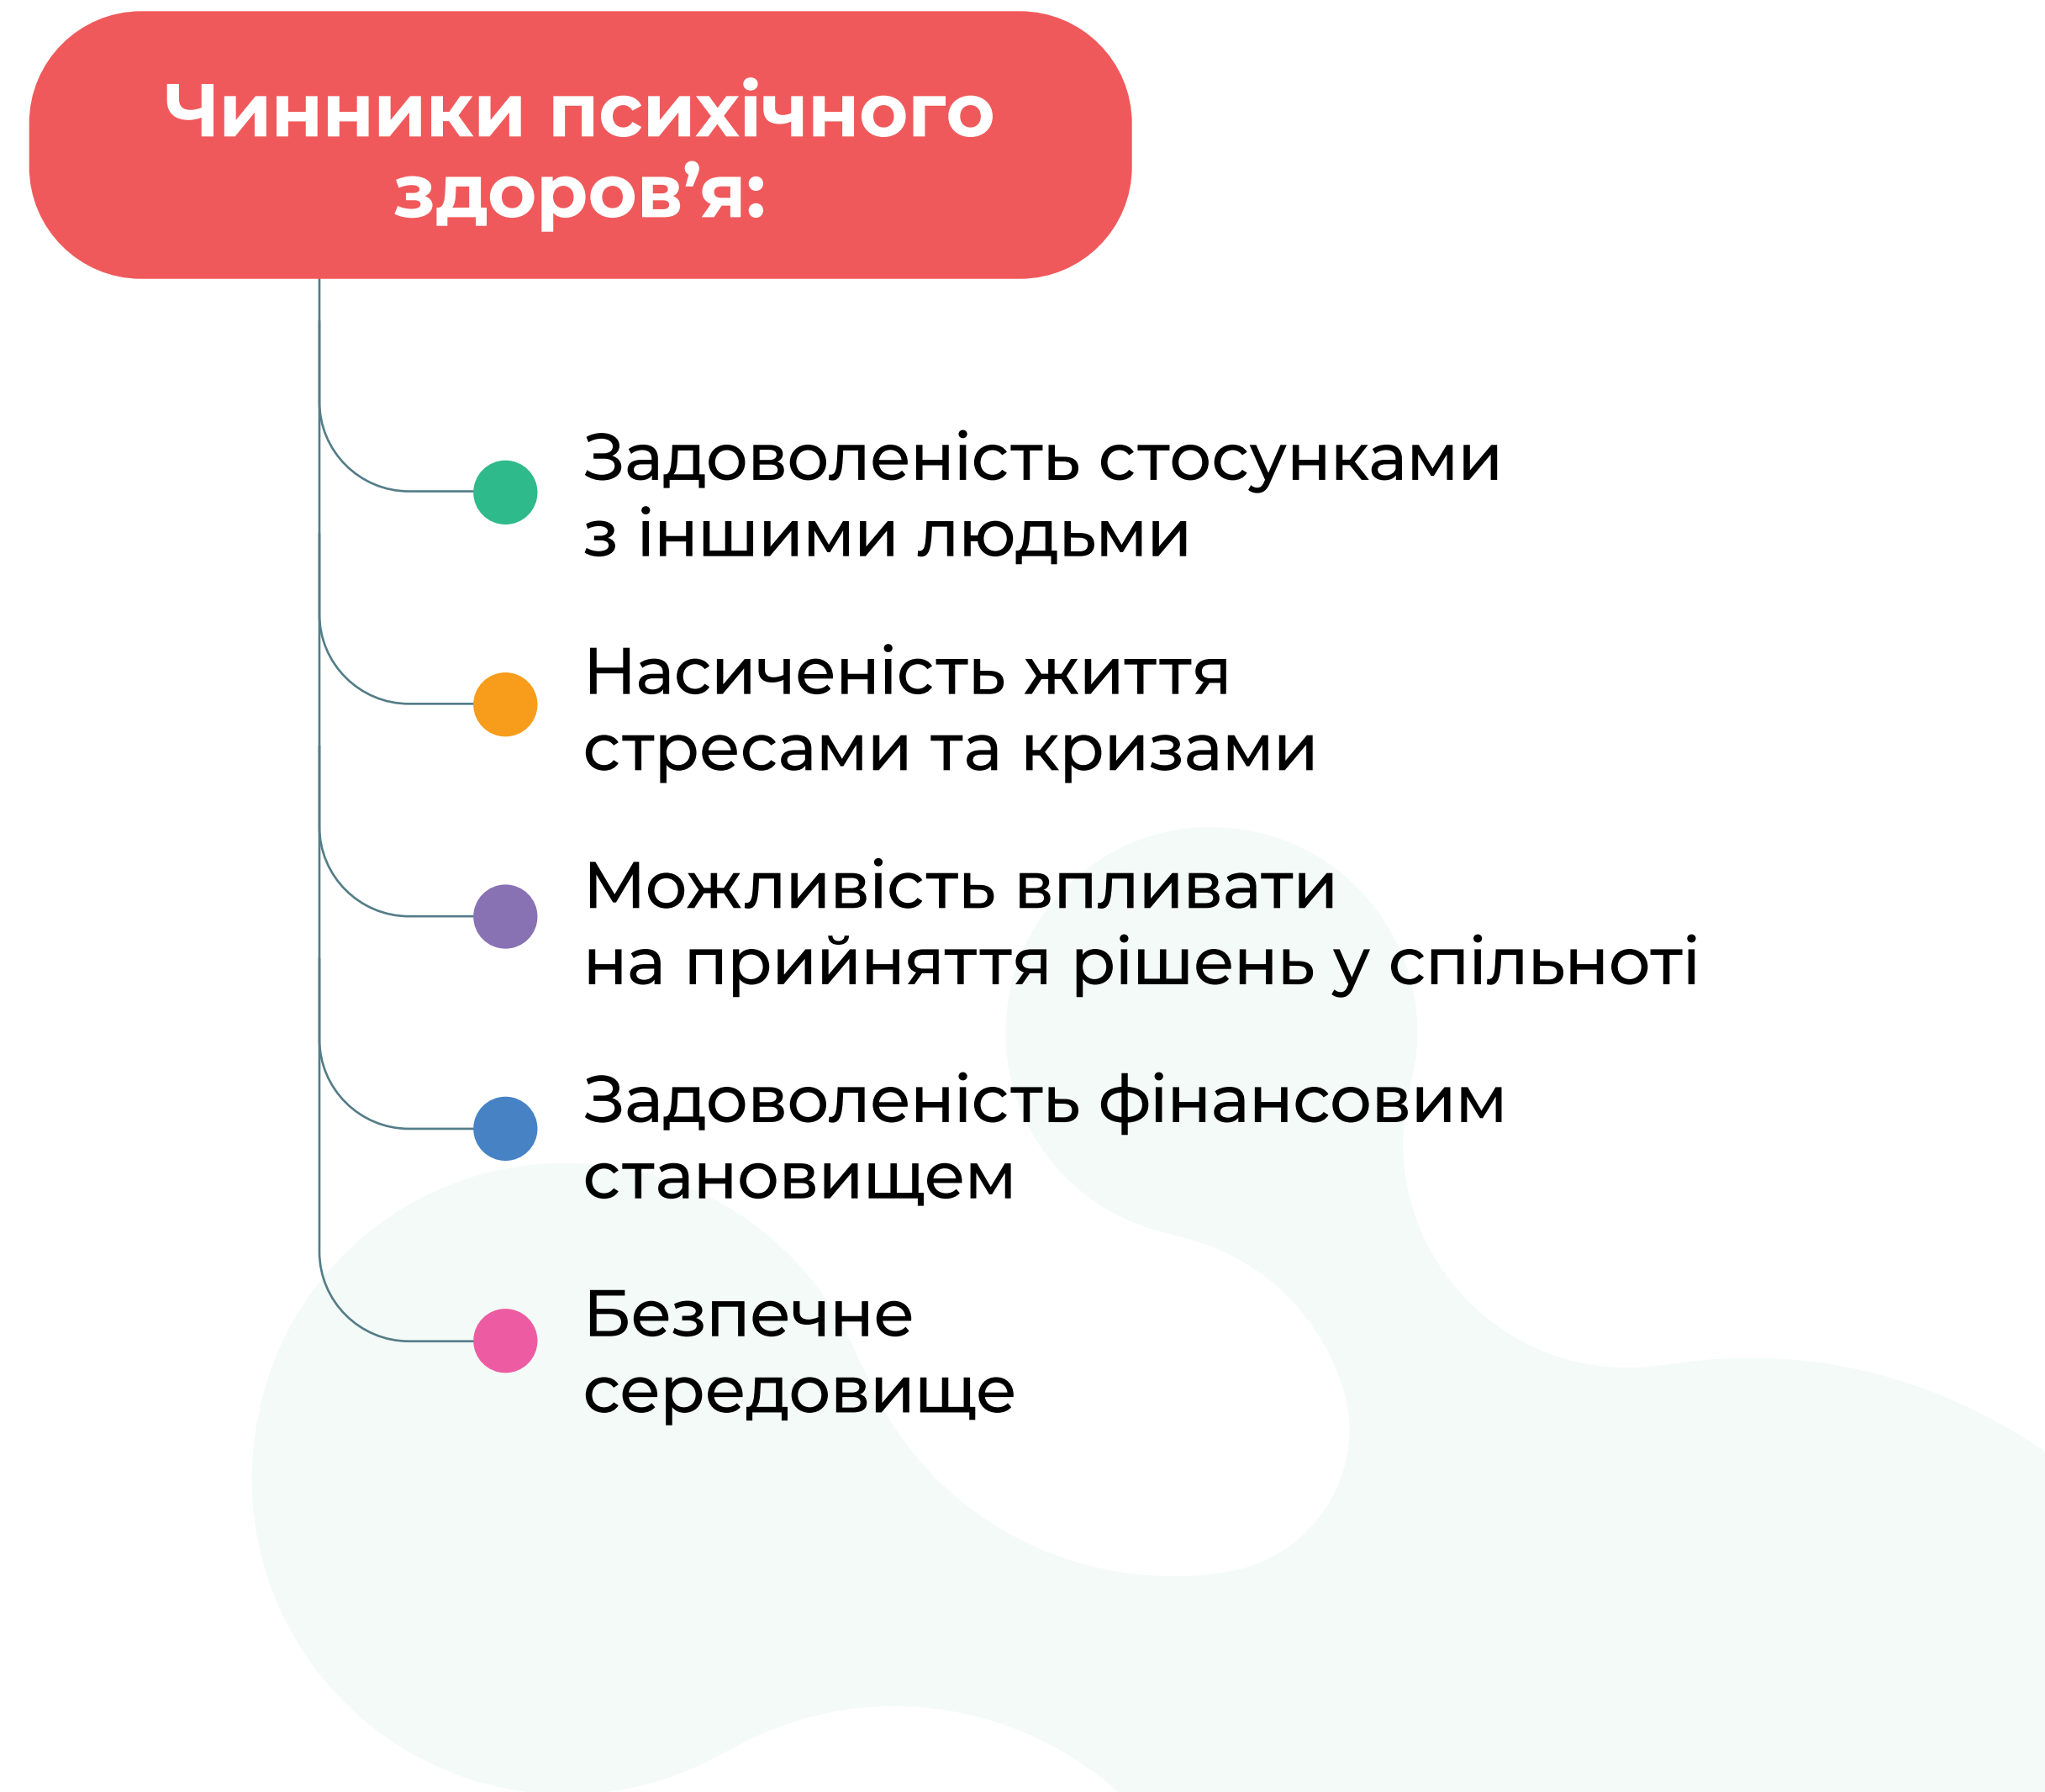 Чинники психічного
здоров’я:
Задоволеність стосунками
з іншими людьми
Насиченість життя
стресами та кризами
Можливість впливати
на прийняття рішень у спільноті
Задоволеність фінансовим
становищем
Безпечне
середовище